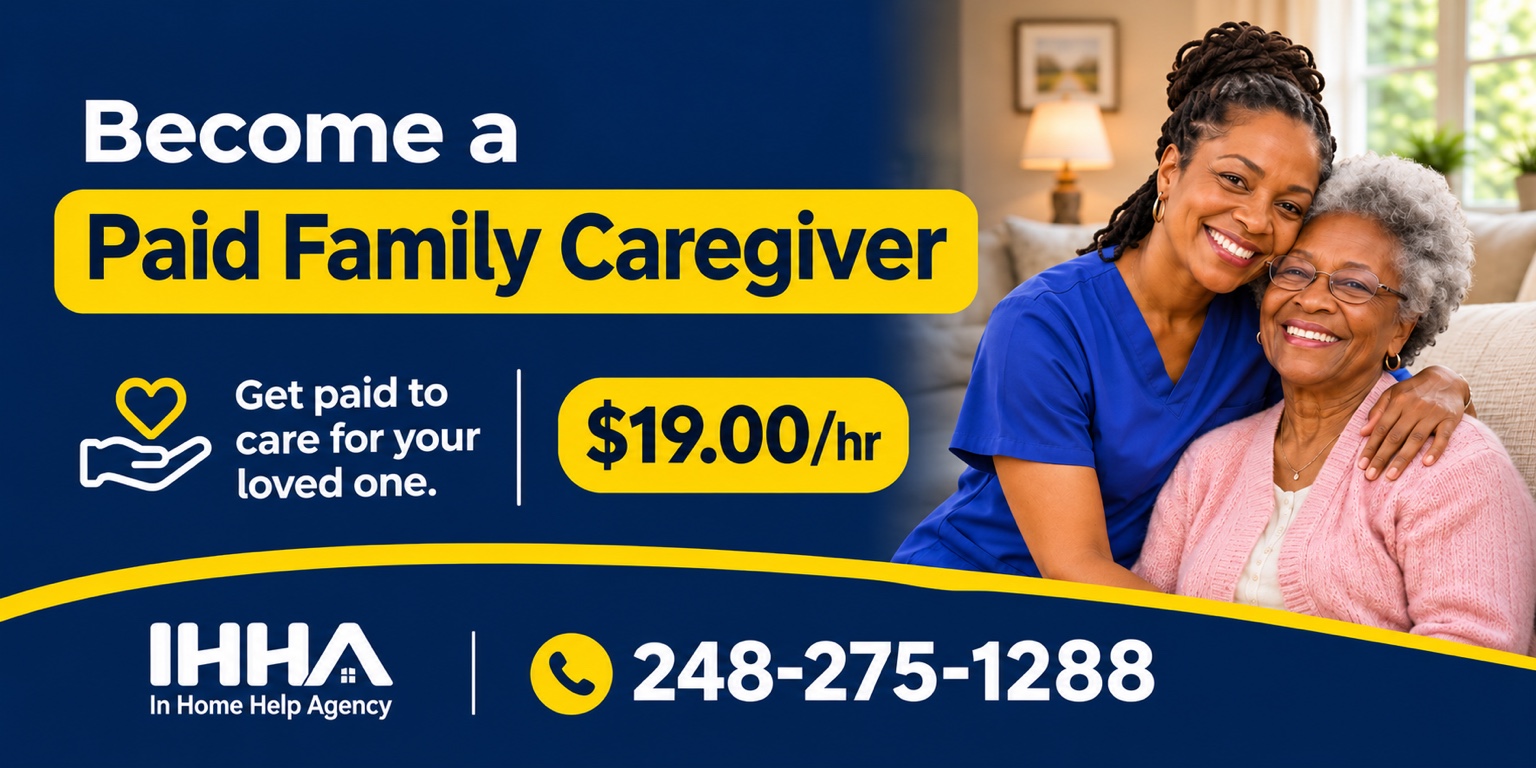 Become a
Paid Family Caregiver
Get paid to
care for your
loved one.
$19.00/hr
IHHA
In Home Help Agency
248-275-1288